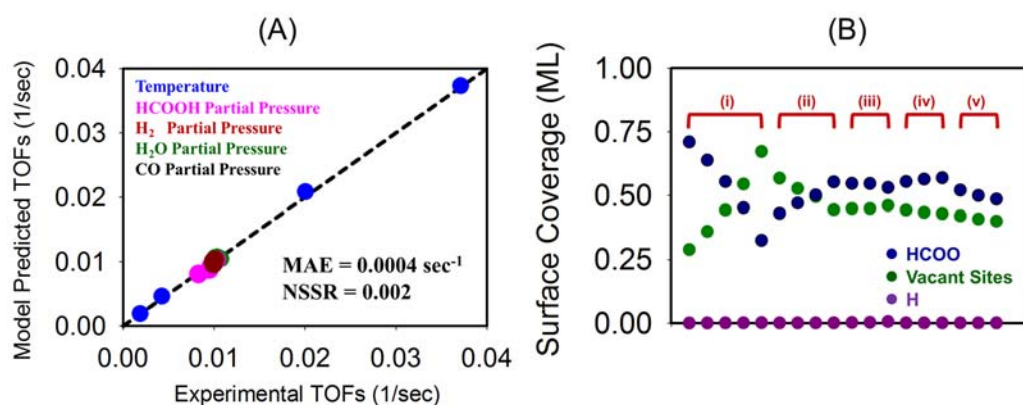 (A)
Model Predicted TOFs (1/sec)
0.04
0.03
0.02
0.01
0.00
Temperature
HCOOH Partial Pressure
H₂ Partial Pressure
H₂O Partial Pressure
CO Partial Pressure
MAE = 0.0004 sec⁻¹
NSSR = 0.002
0.00 0.01 0.02 0.03 0.04
Experimental TOFs (1/sec)
(B)
Surface Coverage (ML)
1.00
0.75
0.50
0.25
0.00
(i) (ii) (iii) (iv) (v)
HCOO
Vacant Sites
H